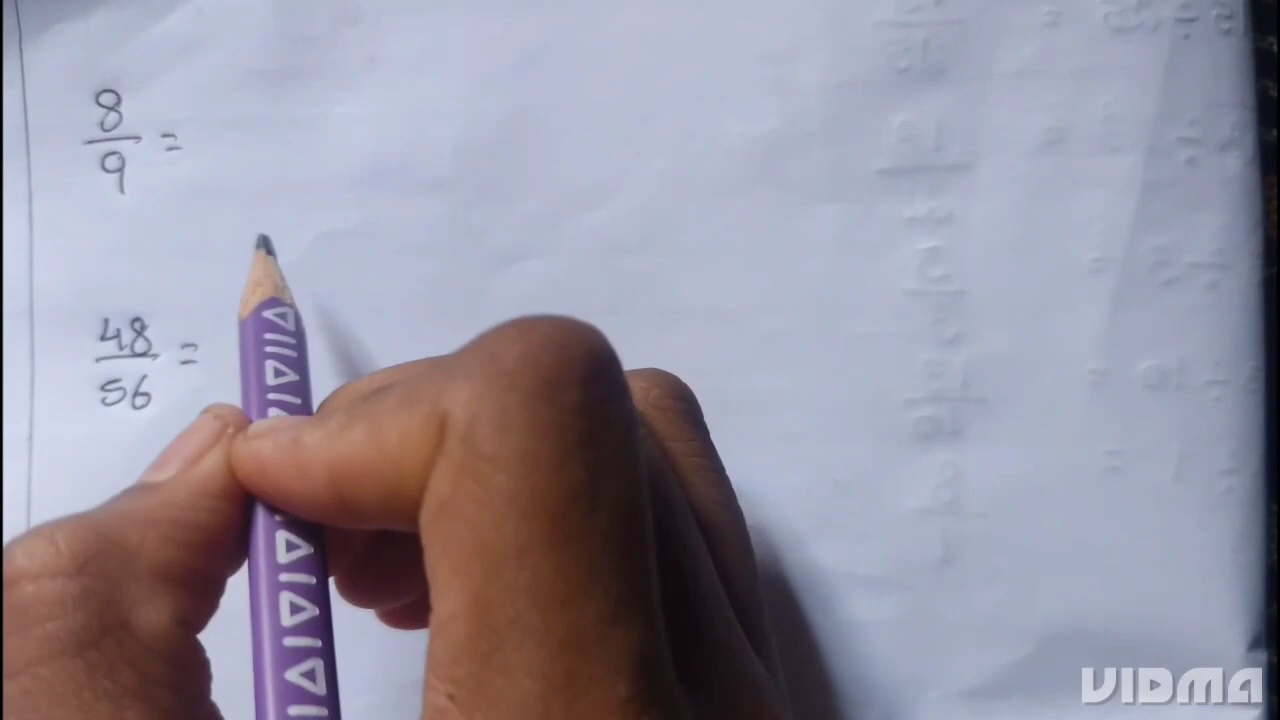 8/9 =
48/56 =
VIDMA